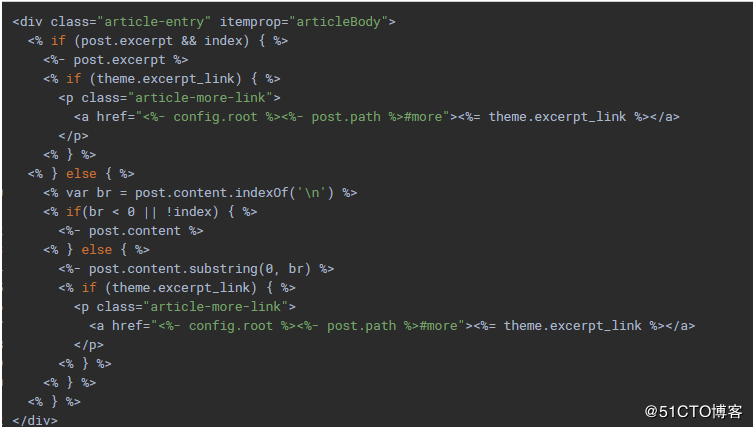 <div class="article-entry" itemprop="articleBody">
  <% if (post.excerpt && index) { %>
    <%- post.excerpt %>
    <% if (theme.excerpt_link) { %>
      <p class="article-more-link">
        <a href="<%- config.root %><%- post.path %>#more"><%= theme.excerpt_link %></a>
      </p>
    <% } %>
  <% } else { %>
    <% var br = post.content.indexOf('\n') %>
    <% if(br < 0 || !index) { %>
      <%- post.content %>
    <% } else { %>
      <%- post.content.substring(0, br) %>
      <% if (theme.excerpt_link) { %>
        <p class="article-more-link">
          <a href="<%- config.root %><%- post.path %>#more"><%= theme.excerpt_link %></a>
        </p>
      <% } %>
    <% } %>
  <% } %>
</div>
@51CTO博客